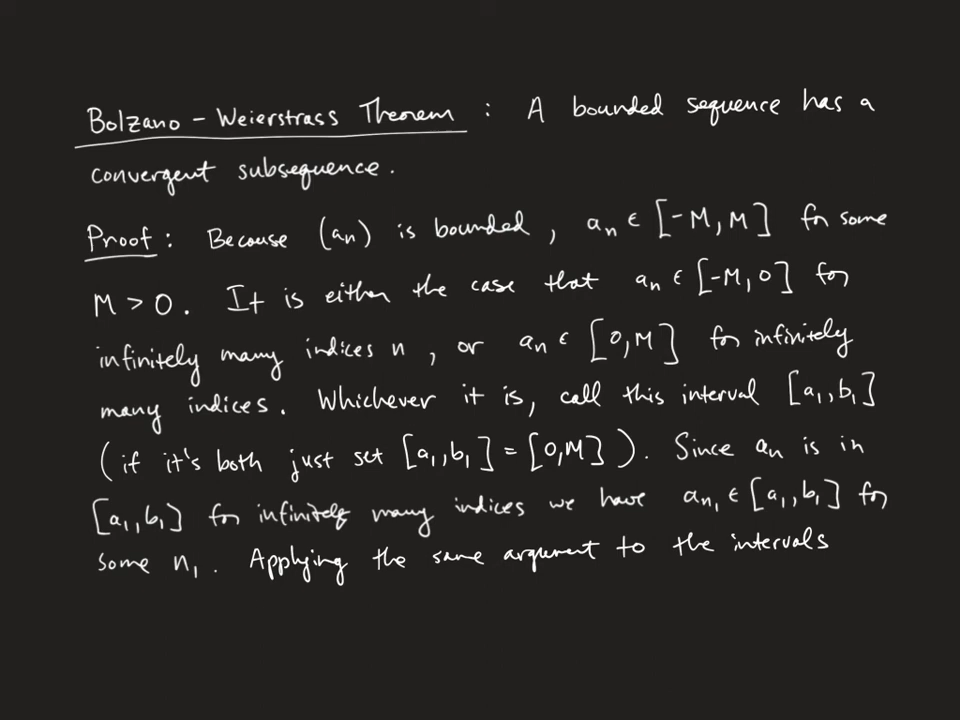 Bolzano - Weierstrass Theorem : A bounded sequence has a
convergent subsequence.
Proof : Because (aₙ) is bounded, aₙ ∈ [-M, M] for some
M > 0. It is either the case that aₙ ∈ [-M, 0] for
infinitely many indices n, or aₙ ∈ [0, M] for infinitely
many indices. Whichever it is, call this interval [a₁, b₁]
(if it's both just set [a₁, b₁] = [0, M]). Since aₙ is in
[a₁, b₁] for infinitely many indices we have aₙ₁ ∈ [a₁, b₁] for
some n₁. Applying the same argument to the intervals